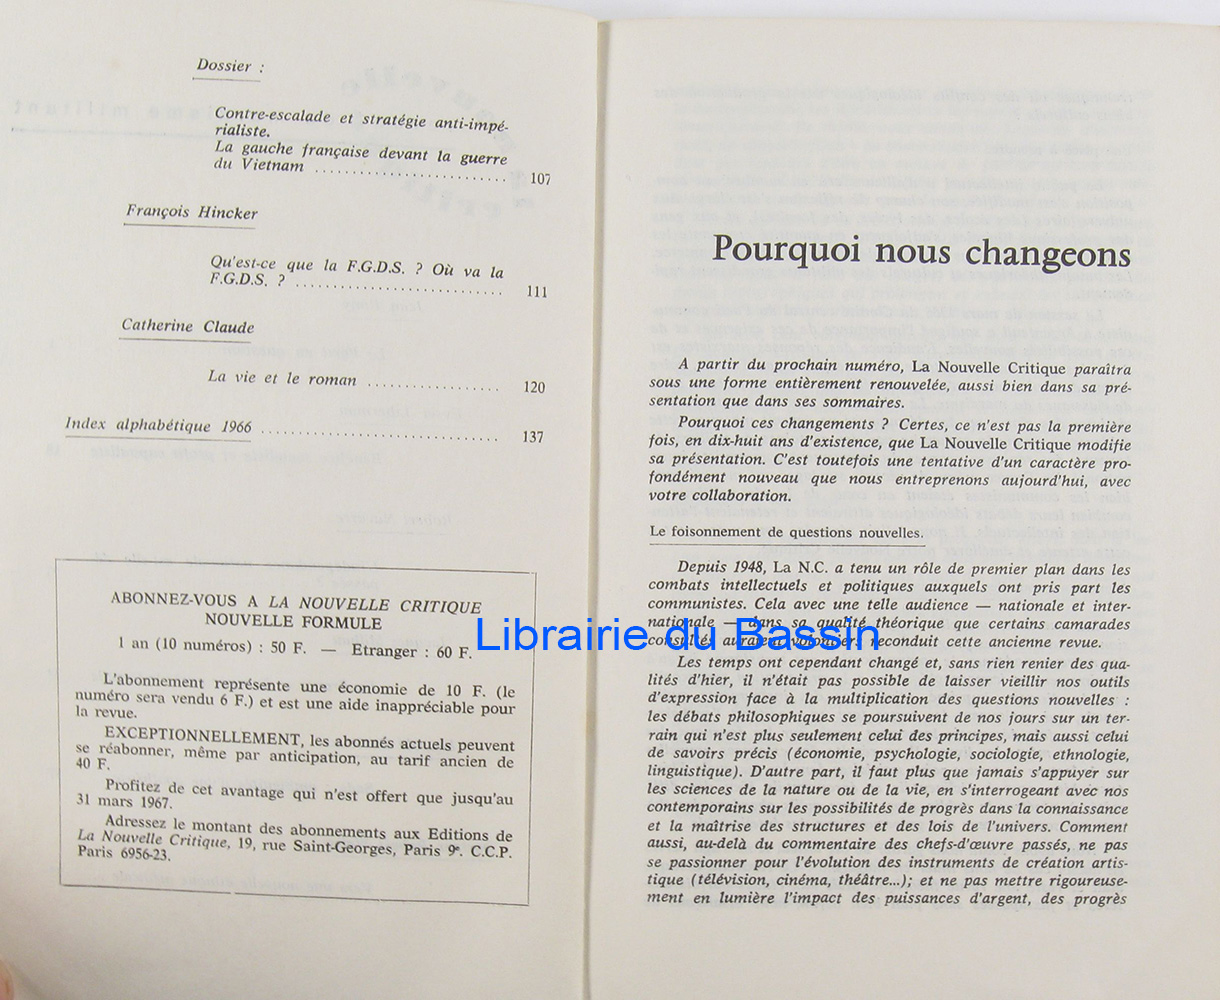 Dossier :
Contre-escalade et stratégie anti-impé-
rialiste.
La gauche française devant la guerre
du Vietnam .......................... 107
François Hincker
Qu'est-ce que la F.G.D.S. ? Où va la
F.G.D.S. ? ............................ 111
Catherine Claude
La vie et le roman .................. 120
Index alphabétique 1966 ................................ 137
ABONNEZ-VOUS A LA NOUVELLE CRITIQUE
NOUVELLE FORMULE
1 an (10 numéros) : 50 F. — Etranger : 60 F.
L'abonnement représente une économie de 10 F. (le
numéro sera vendu 6 F.) et est une aide inappréciable pour
la revue.
EXCEPTIONNELLEMENT, les abonnés actuels peuvent
se réabonner, même par anticipation, au tarif ancien de
40 F.
Profitez de cet avantage qui n'est offert que jusqu'au
31 mars 1967.
Adressez le montant des abonnements aux Editions de
La Nouvelle Critique, 19, rue Saint-Georges, Paris 9e. C.C.P.
Paris 6956-23.
Pourquoi nous changeons
A partir du prochain numéro, La Nouvelle Critique paraîtra
sous une forme entièrement renouvelée, aussi bien dans sa pré-
sentation que dans ses sommaires.
Pourquoi ces changements ? Certes, ce n'est pas la première
fois, en dix-huit ans d'existence, que La Nouvelle Critique modifie
sa présentation. C'est toutefois une tentative d'un caractère pro-
fondément nouveau que nous entreprenons aujourd'hui, avec
votre collaboration.
Le foisonnement de questions nouvelles.
Depuis 1948, La N.C. a tenu un rôle de premier plan dans les
combats intellectuels et politiques auxquels ont pris part les
communistes. Cela avec une telle audience — nationale et inter-
nationale — dans sa qualité théorique que certains camarades
consultés auraient volontiers reconduit cette ancienne revue.
Les temps ont cependant changé et, sans rien renier des qua-
lités d'hier, il n'était pas possible de laisser vieillir nos outils
d'expression face à la multiplication des questions nouvelles :
les débats philosophiques se poursuivent de nos jours sur un ter-
rain qui n'est plus seulement celui des principes, mais aussi celui
de savoirs précis (économie, psychologie, sociologie, ethnologie,
linguistique). D'autre part, il faut plus que jamais s'appuyer sur
les sciences de la nature ou de la vie, en s'interrogeant avec nos
contemporains sur les possibilités de progrès dans la connaissance
et la maîtrise des structures et des lois de l'univers. Comment
aussi, au-delà du commentaire des chefs-d'œuvre passés, ne pas
se passionner pour l'évolution des instruments de création artis-
tique (télévision, cinéma, théâtre...); et ne pas mettre rigoureuse-
ment en lumière l'impact des puissances d'argent, des progrès
Librairie du Bassin